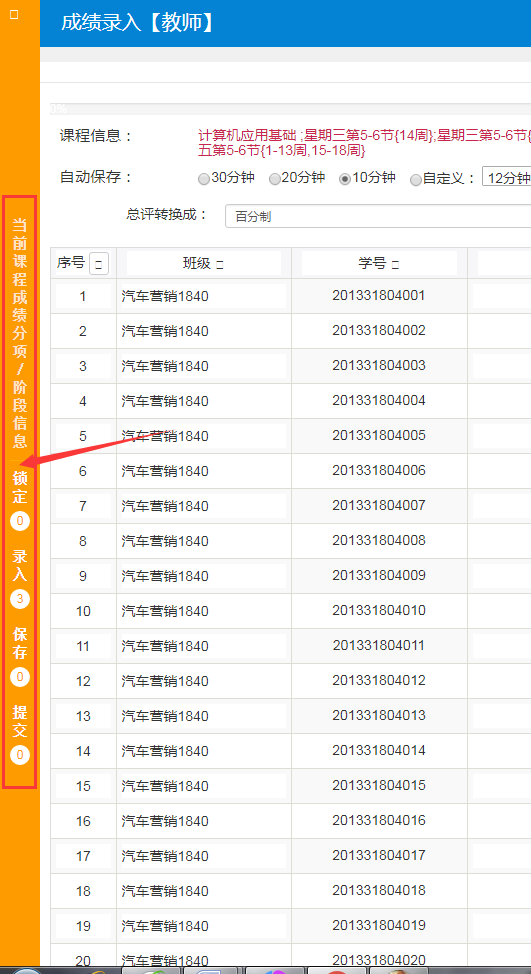 成绩录入【教师】
0%
课程信息：
计算机应用基础 ;星期三第5-6节{14周};星期三第5-6节{
五第5-6节{1-13周,15-18周}
自动保存：
30分钟 20分钟 10分钟 自定义： 12分钟
总评转换成： 百分制
序号 班级 学号
1 汽车营销1840 201331804001
2 汽车营销1840 201331804002
3 汽车营销1840 201331804003
4 汽车营销1840 201331804004
5 汽车营销1840 201331804005
6 汽车营销1840 201331804006
7 汽车营销1840 201331804007
8 汽车营销1840 201331804008
9 汽车营销1840 201331804009
10 汽车营销1840 201331804010
11 汽车营销1840 201331804011
12 汽车营销1840 201331804012
13 汽车营销1840 201331804013
14 汽车营销1840 201331804014
15 汽车营销1840 201331804015
16 汽车营销1840 201331804016
17 汽车营销1840 201331804017
18 汽车营销1840 201331804018
19 汽车营销1840 201331804019
20 汽车营销1840 201331804020
当前课程成绩分项/阶段信息
锁定
0
录入
3
保存
0
提交
0